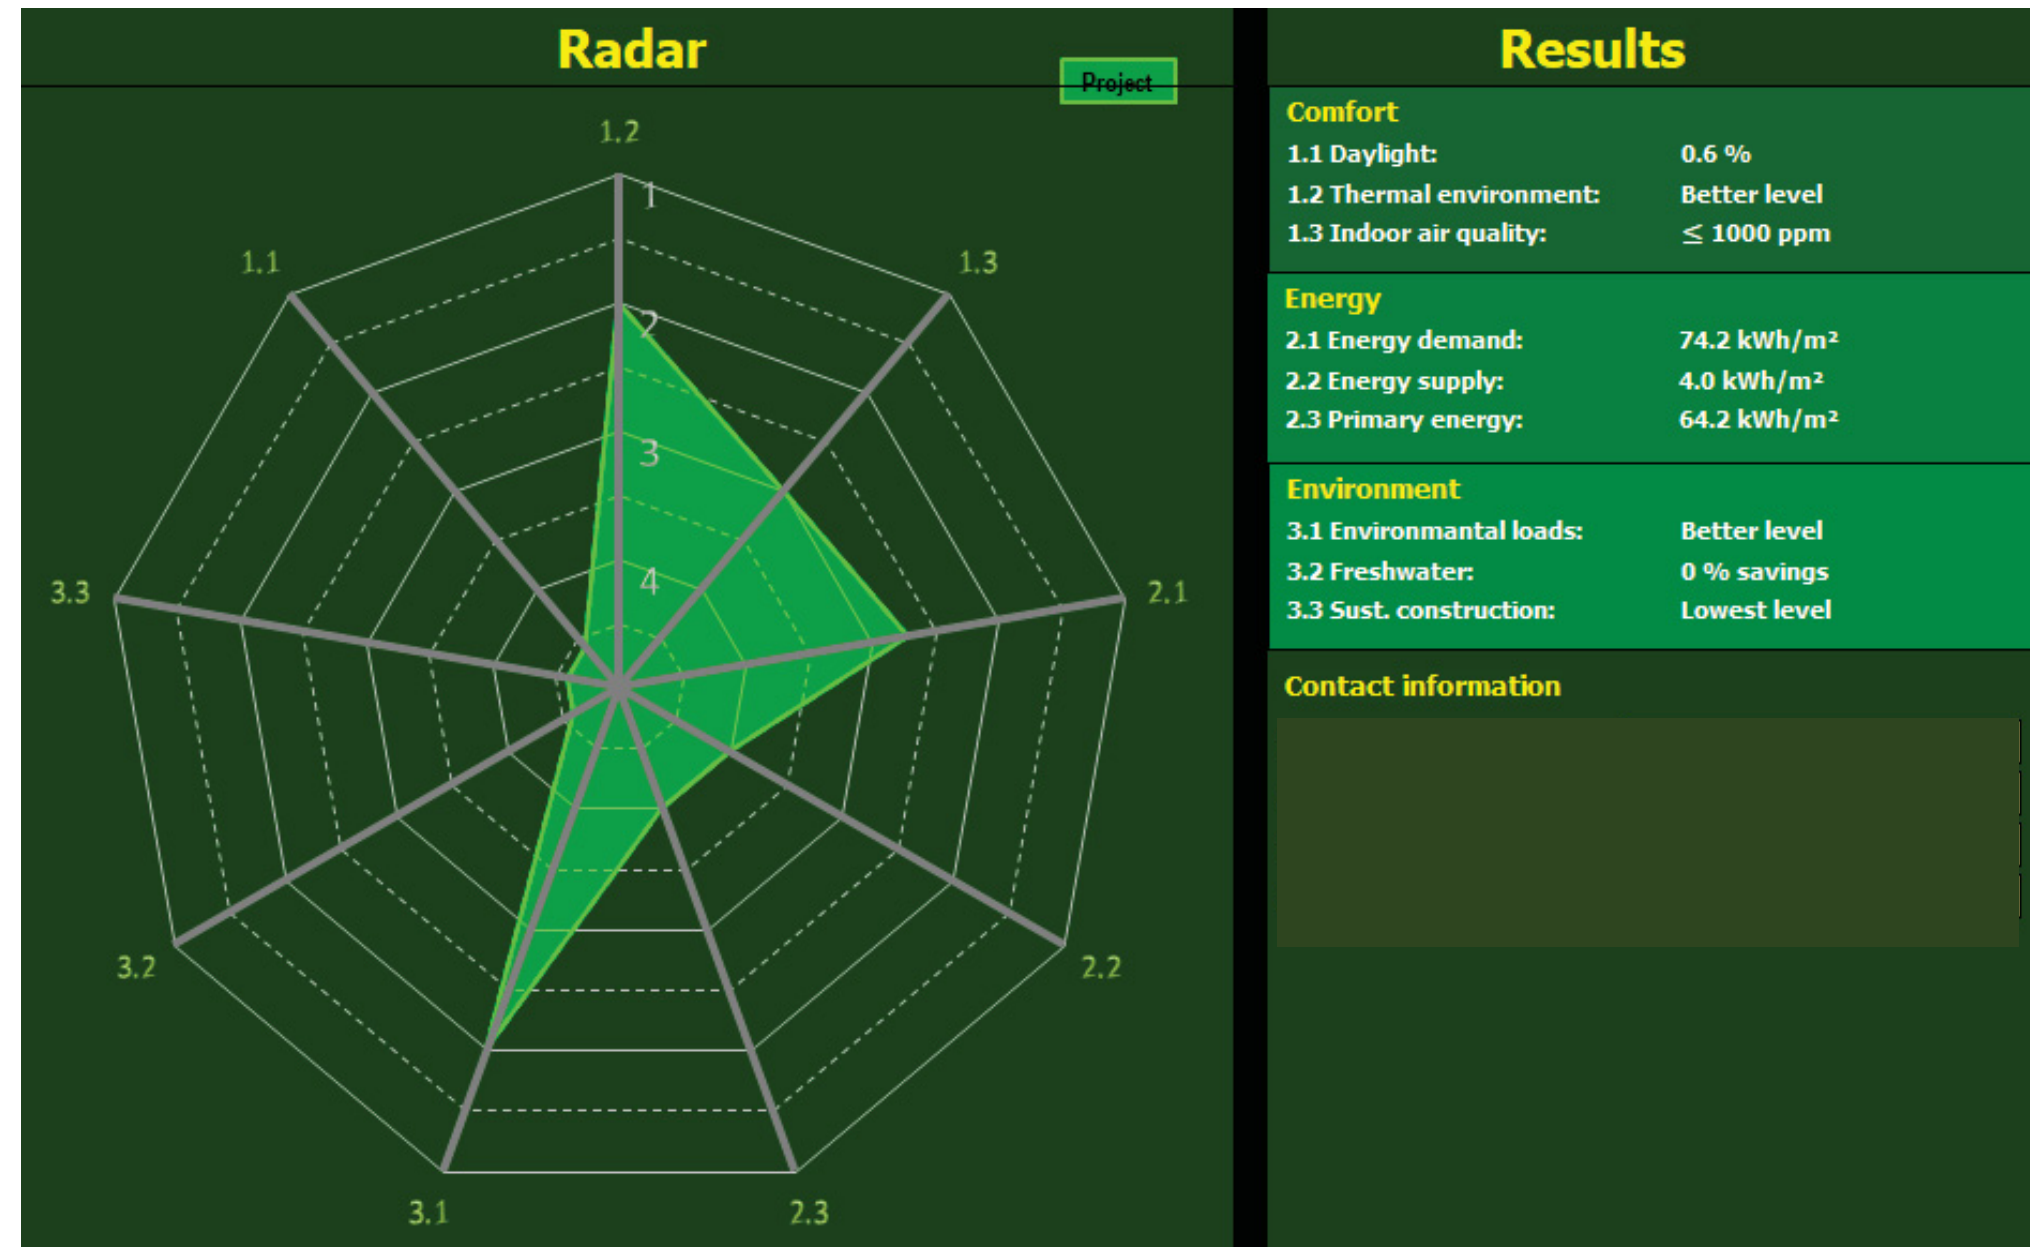 Radar
Project
1.2
1
1.1
1.3
2
3
4
3.3
2.1
3.2
2.2
3.1
2.3
Results
Comfort
1.1 Daylight: 0.6 %
1.2 Thermal environment: Better level
1.3 Indoor air quality: ≤ 1000 ppm
Energy
2.1 Energy demand: 74.2 kWh/m²
2.2 Energy supply: 4.0 kWh/m²
2.3 Primary energy: 64.2 kWh/m²
Environment
3.1 Environmantal loads: Better level
3.2 Freshwater: 0 % savings
3.3 Sust. construction: Lowest level
Contact information